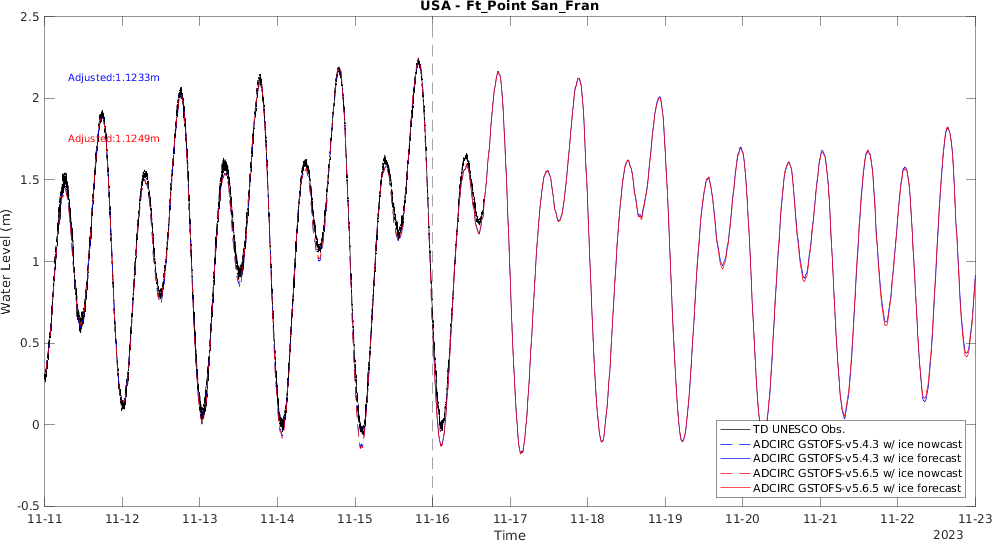 USA - Ft_Point San_Fran
2.5
2
1.5
1
0.5
0
-0.5
Water Level (m)
Adjusted:1.1233m
Adjusted:1.1249m
TD UNESCO Obs.
ADCIRC GSTOFS-v5.4.3 w/ ice nowcast
ADCIRC GSTOFS-v5.4.3 w/ ice forecast
ADCIRC GSTOFS-v5.6.5 w/ ice nowcast
ADCIRC GSTOFS-v5.6.5 w/ ice forecast
11-11 11-12 11-13 11-14 11-15 11-16 11-17 11-18 11-19 11-20 11-21 11-22 11-23
Time
2023